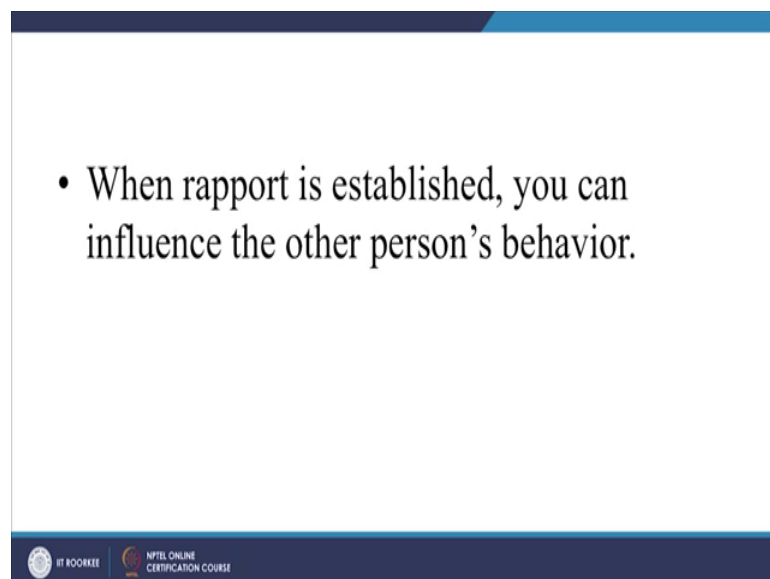 • When rapport is established, you can
influence the other person's behavior.
IIT ROORKEE
NPTEL ONLINE
CERTIFICATION COURSE